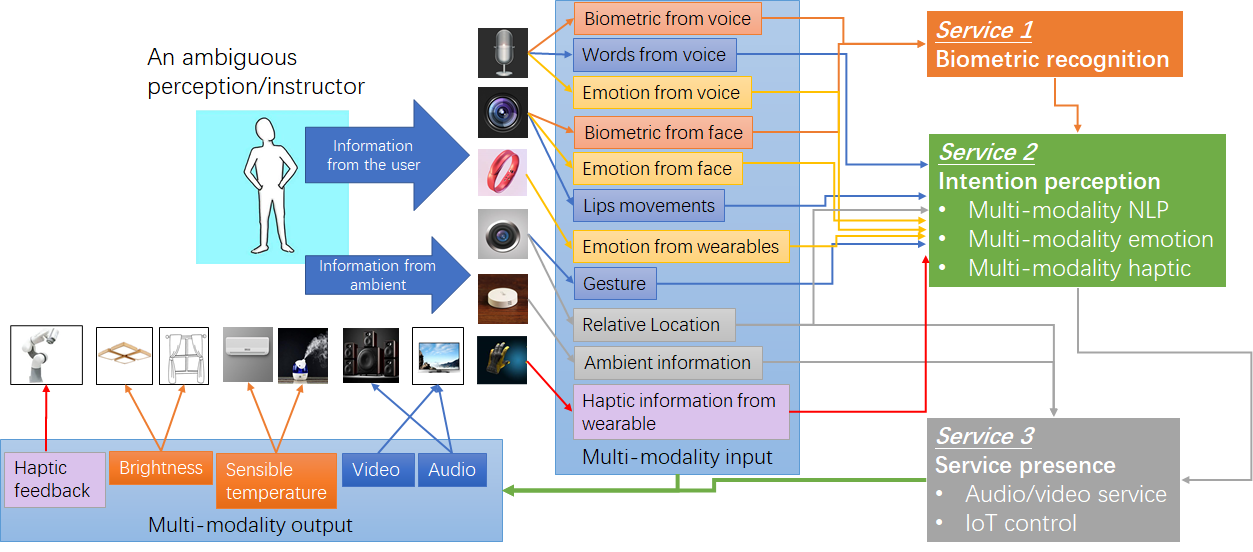 An ambiguous
perception/instructor
Information
from the user
Information from
ambient
Biometric from voice
Words from voice
Emotion from voice
Biometric from face
Emotion from face
Lips movements
Emotion from wearables
Gesture
Relative Location
Ambient information
Haptic information from
wearable
Multi-modality input
Service 1
Biometric recognition
Service 2
Intention perception
• Multi-modality NLP
• Multi-modality emotion
• Multi-modality haptic
Service 3
Service presence
• Audio/video service
• IoT control
Haptic
feedback
Brightness
Sensible
temperature
Video
Audio
Multi-modality output